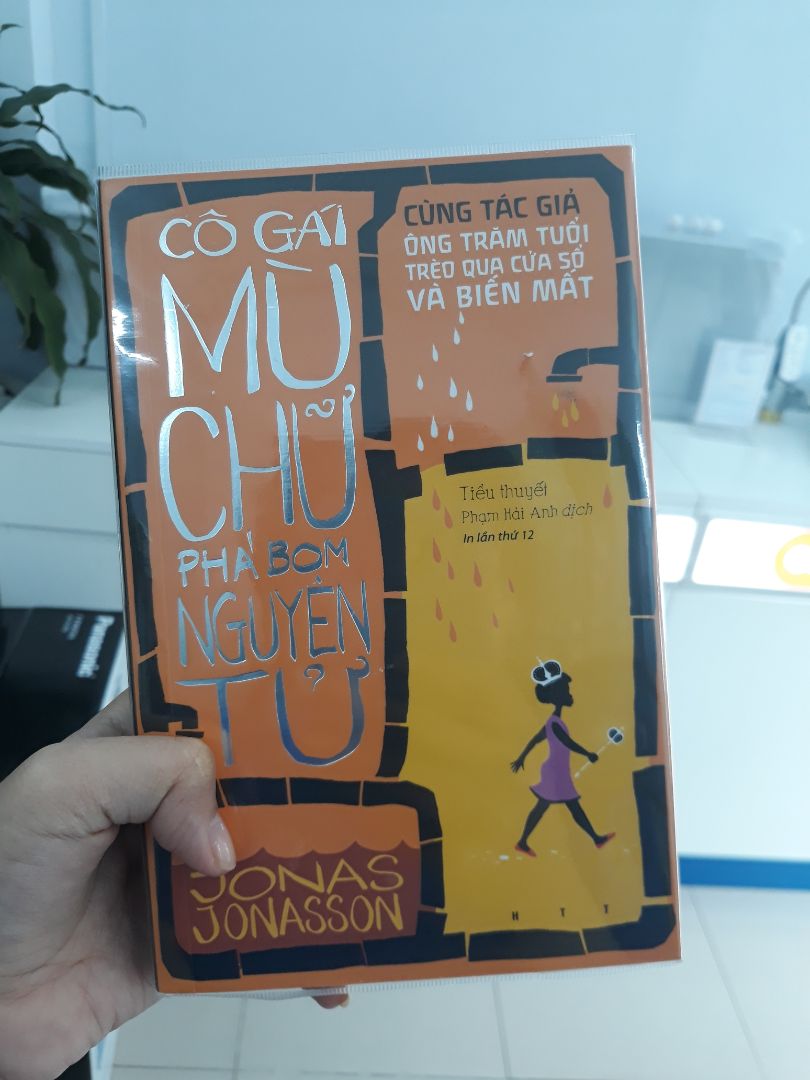 CÔ GÁI
MÙ
CHỮ
PHÁ BOM
NGUYÊN
TỬ
CÙNG TÁC GIẢ
ÔNG TRĂM TUỔI
TRÈO QUA CỬA SỔ
VÀ BIẾN MẤT
Tiểu thuyết
Phạm Hải Anh dịch
In lần thứ 12
JONAS
JONASSON
H T T
Panasonic